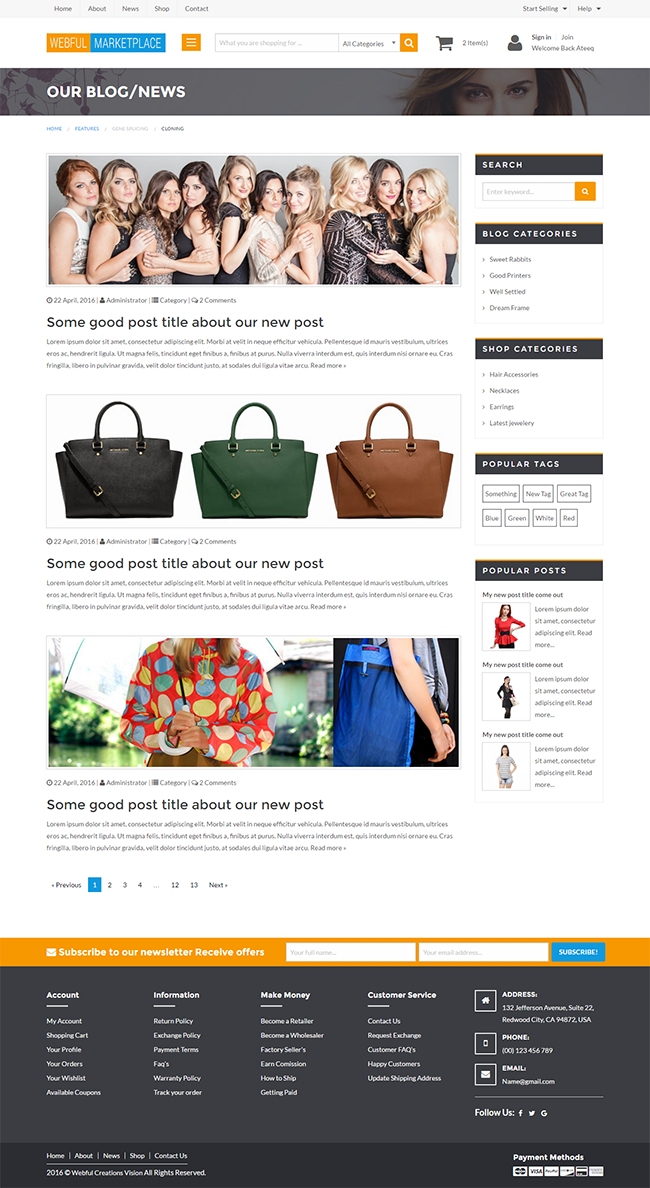 Home About News Shop Contact Start Selling Help
WEBFUL MARKETPLACE
What you are shopping for ... All Categories
2 Item(s)
Sign in Join
Welcome Back Ateeq
OUR BLOG/NEWS
HOME / FEATURES / GENE SPLICING / CLONING
22 April, 2016 | Administrator | Category | 2 Comments
Some good post title about our new post
Lorem ipsum dolor sit amet, consectetur adipiscing elit. Morbi at velit in neque efficitur vehicula. Pellentesque id mauris vestibulum, ultrices
eros ac, hendrerit ligula. Ut magna felis, tincidunt eget finibus a, finibus at purus. Nulla viverra interdum est, quis interdum nisi ornare eu. Cras
fringilla, libero in pulvinar gravida, velit dolor tincidunt justo, at sodales dui ligula vitae arcu. Read more »
22 April, 2016 | Administrator | Category | 2 Comments
Some good post title about our new post
Lorem ipsum dolor sit amet, consectetur adipiscing elit. Morbi at velit in neque efficitur vehicula. Pellentesque id mauris vestibulum, ultrices
eros ac, hendrerit ligula. Ut magna felis, tincidunt eget finibus a, finibus at purus. Nulla viverra interdum est, quis interdum nisi ornare eu. Cras
fringilla, libero in pulvinar gravida, velit dolor tincidunt justo, at sodales dui ligula vitae arcu. Read more »
22 April, 2016 | Administrator | Category | 2 Comments
Some good post title about our new post
Lorem ipsum dolor sit amet, consectetur adipiscing elit. Morbi at velit in neque efficitur vehicula. Pellentesque id mauris vestibulum, ultrices
eros ac, hendrerit ligula. Ut magna felis, tincidunt eget finibus a, finibus at purus. Nulla viverra interdum est, quis interdum nisi ornare eu. Cras
fringilla, libero in pulvinar gravida, velit dolor tincidunt justo, at sodales dui ligula vitae arcu. Read more »
« Previous 1 2 3 4 ... 12 13 Next »
SEARCH
Enter keyword...
BLOG CATEGORIES
Sweet Rabbits
Good Printers
Well Settled
Dream Frame
SHOP CATEGORIES
Hair Accessories
Necklaces
Earrings
Latest jewelery
POPULAR TAGS
Something New Tag Great Tag
Blue Green White Red
POPULAR POSTS
My new post title come out
Lorem ipsum dolor
sit amet, consectetur
adipiscing elit. Read
more...
My new post title come out
Lorem ipsum dolor
sit amet, consectetur
adipiscing elit. Read
more...
My new post title come out
Lorem ipsum dolor
sit amet, consectetur
adipiscing elit. Read
more...
Subscribe to our newsletter Receive offers
Your full name...
Your email address...
SUBSCRIBE!
Account
My Account
Shopping Cart
Your Profile
Your Orders
Your Wishlist
Available Coupons
Information
Return Policy
Exchange Policy
Payment Terms
Faq's
Warranty Policy
Track your order
Make Money
Become a Retailer
Become a Wholesaler
Factory Seller's
Earn Comission
How to Ship
Getting Paid
Customer Service
Contact Us
Request Exchange
Customer FAQ's
Happy Customers
Update Shipping Address
ADDRESS:
132 Jefferson Avenue, Suite 22,
Redwood City, CA 94872, USA
PHONE:
(00) 123 456 789
EMAIL:
Name@gmail.com
Follow Us:
Home | About | News | Shop | Contact Us
2016 © Webful Creations Vision All Rights Reserved.
Payment Methods
VISA PayPal